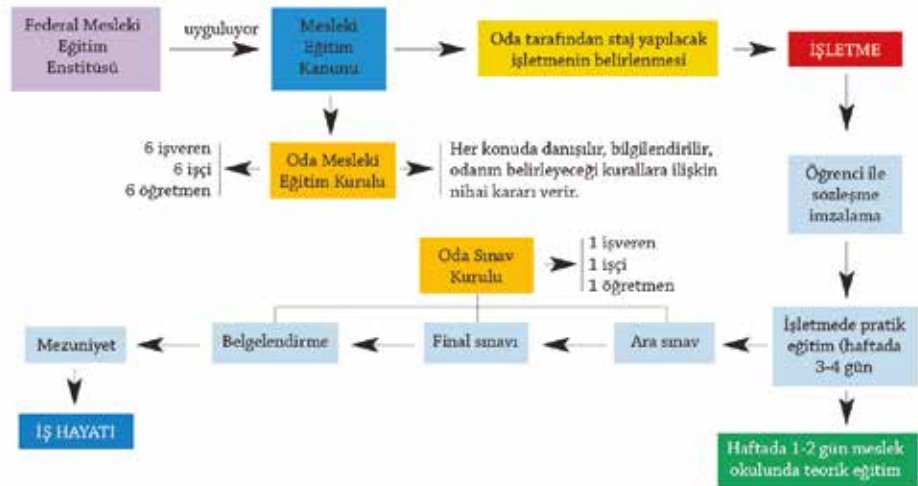 Federal Mesleki
Eğitim
Enstitüsü
uyguluyor
Mesleki
Eğitim
Kanunu
Oda tarafından staj yapılacak
işletmenin belirlenmesi
İŞLETME
6 işveren
6 işçi
6 öğretmen
Oda Mesleki
Eğitim Kurulu
Her konuda danışılır, bilgilendirilir,
odanın belirleyeceği kurallara ilişkin
nihai kararı verir.
Öğrenci ile
sözleşme
imzalama
Oda Sınav
Kurulu
1 işveren
1 işçi
1 öğretmen
Mezuniyet
Belgelendirme
Final sınavı
Ara sınav
İşletmede pratik
eğitim (haftada
3-4 gün
İŞ HAYATI
Haftada 1-2 gün meslek
okulunda teorik eğitim